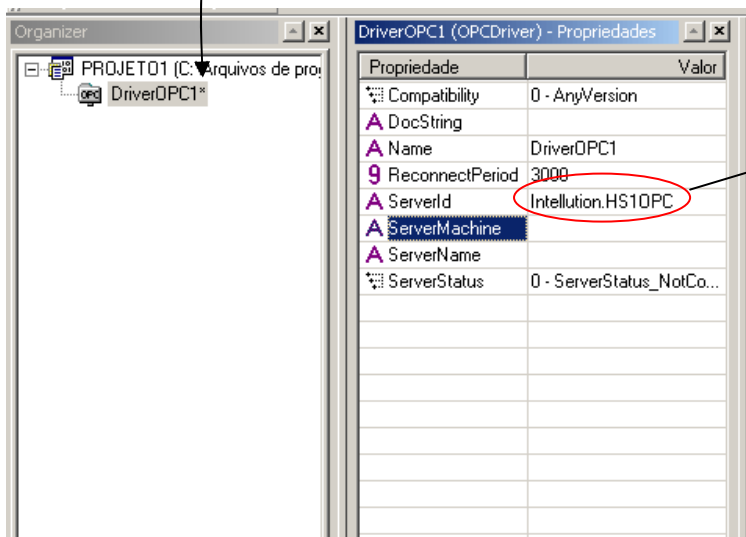 Organizer
PROJETO1 (C:\Arquivos de pro
DriverOPC1*
DriverOPC1 (OPCDriver) - Propriedades
Propriedade Valor
Compatibility 0 - AnyVersion
DocString
Name DriverOPC1
ReconnectPeriod 3000
ServerId Intellution.HS1OPC
ServerMachine
ServerName
ServerStatus 0 - ServerStatus_NotCo...